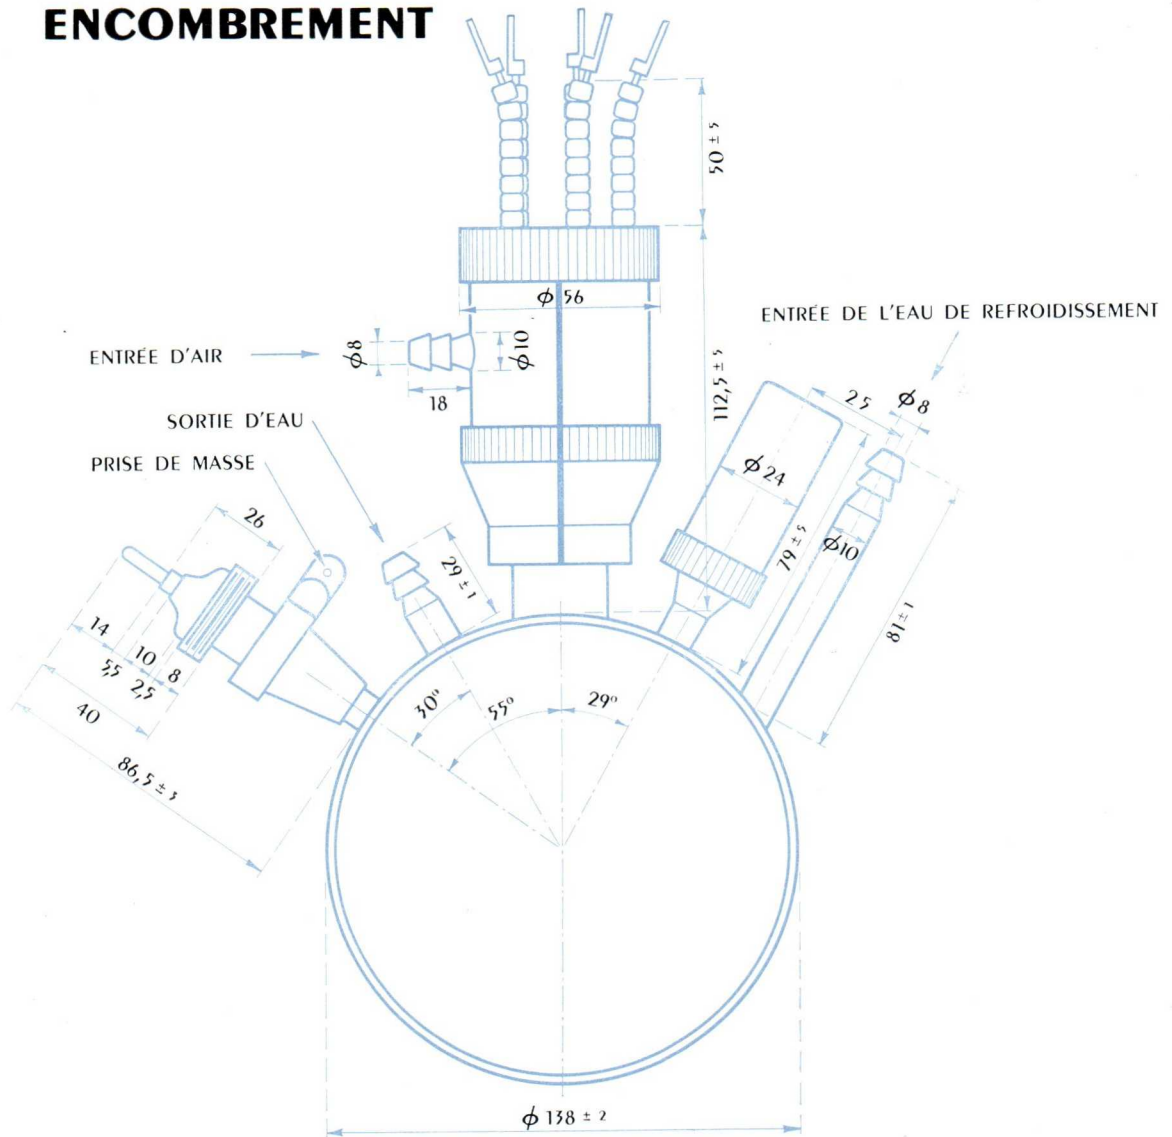 ENCOMBREMENT
50 ± 5
ϕ 56
ENTRÉE DE L'EAU DE REFROIDISSEMENT
ENTRÉE D'AIR
ϕ8
ϕ10
18
112,5 ± 5
25
ϕ8
SORTIE D'EAU
PRISE DE MASSE
ϕ 24
26
29 ± 1
79 ± 5
ϕ10
81 ± 1
14
5,5
10
2,5
8
40
86,5 ± 3
30°
55°
29°
ϕ 138 ± 2